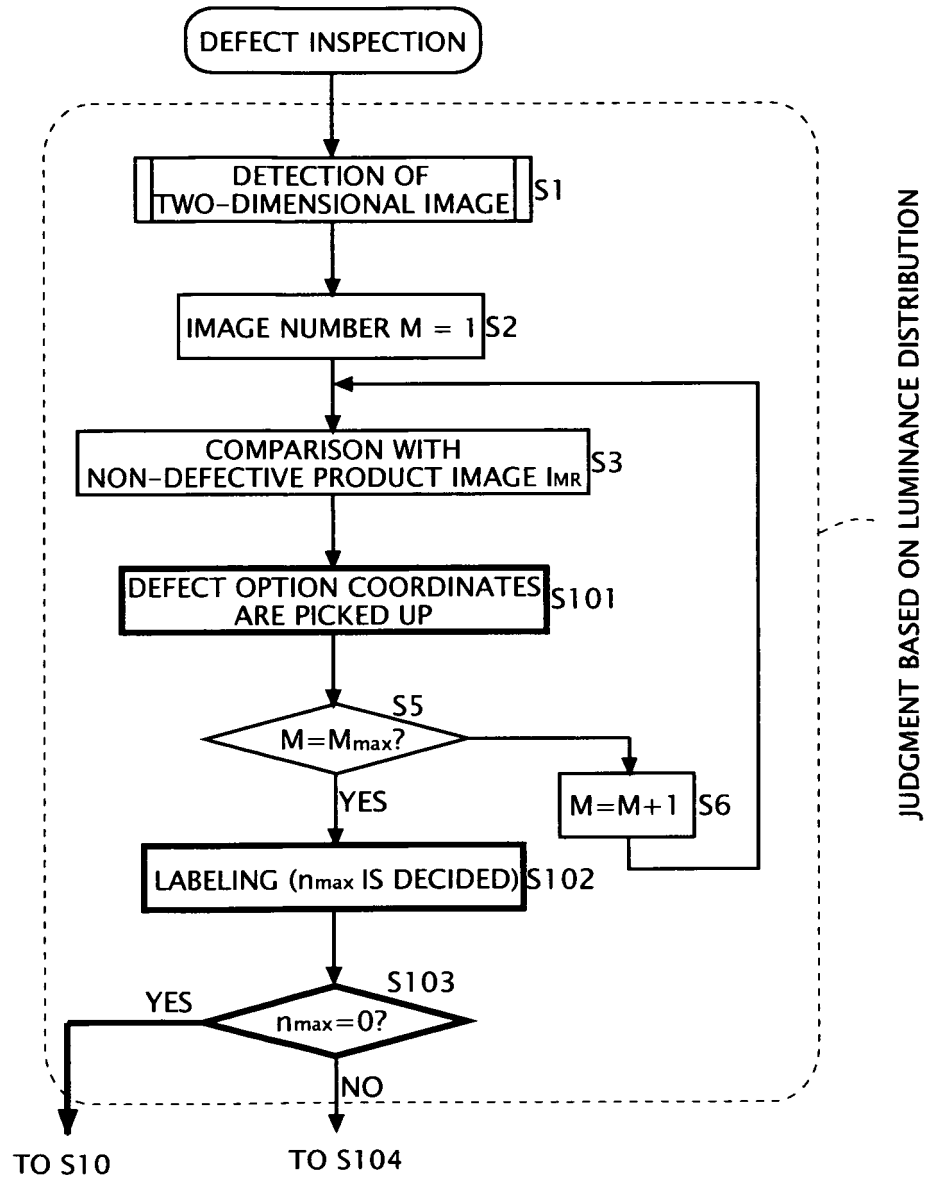 DEFECT INSPECTION
DETECTION OF
TWO-DIMENSIONAL IMAGE
S1
IMAGE NUMBER M = 1
S2
COMPARISON WITH
NON-DEFECTIVE PRODUCT IMAGE IMR
S3
DEFECT OPTION COORDINATES
ARE PICKED UP
S101
S5
M=Mmax?
YES
M=M+1
S6
LABELING (nmax IS DECIDED)
S102
S103
YES
nmax=0?
NO
TO S10
TO S104
JUDGMENT BASED ON LUMINANCE DISTRIBUTION